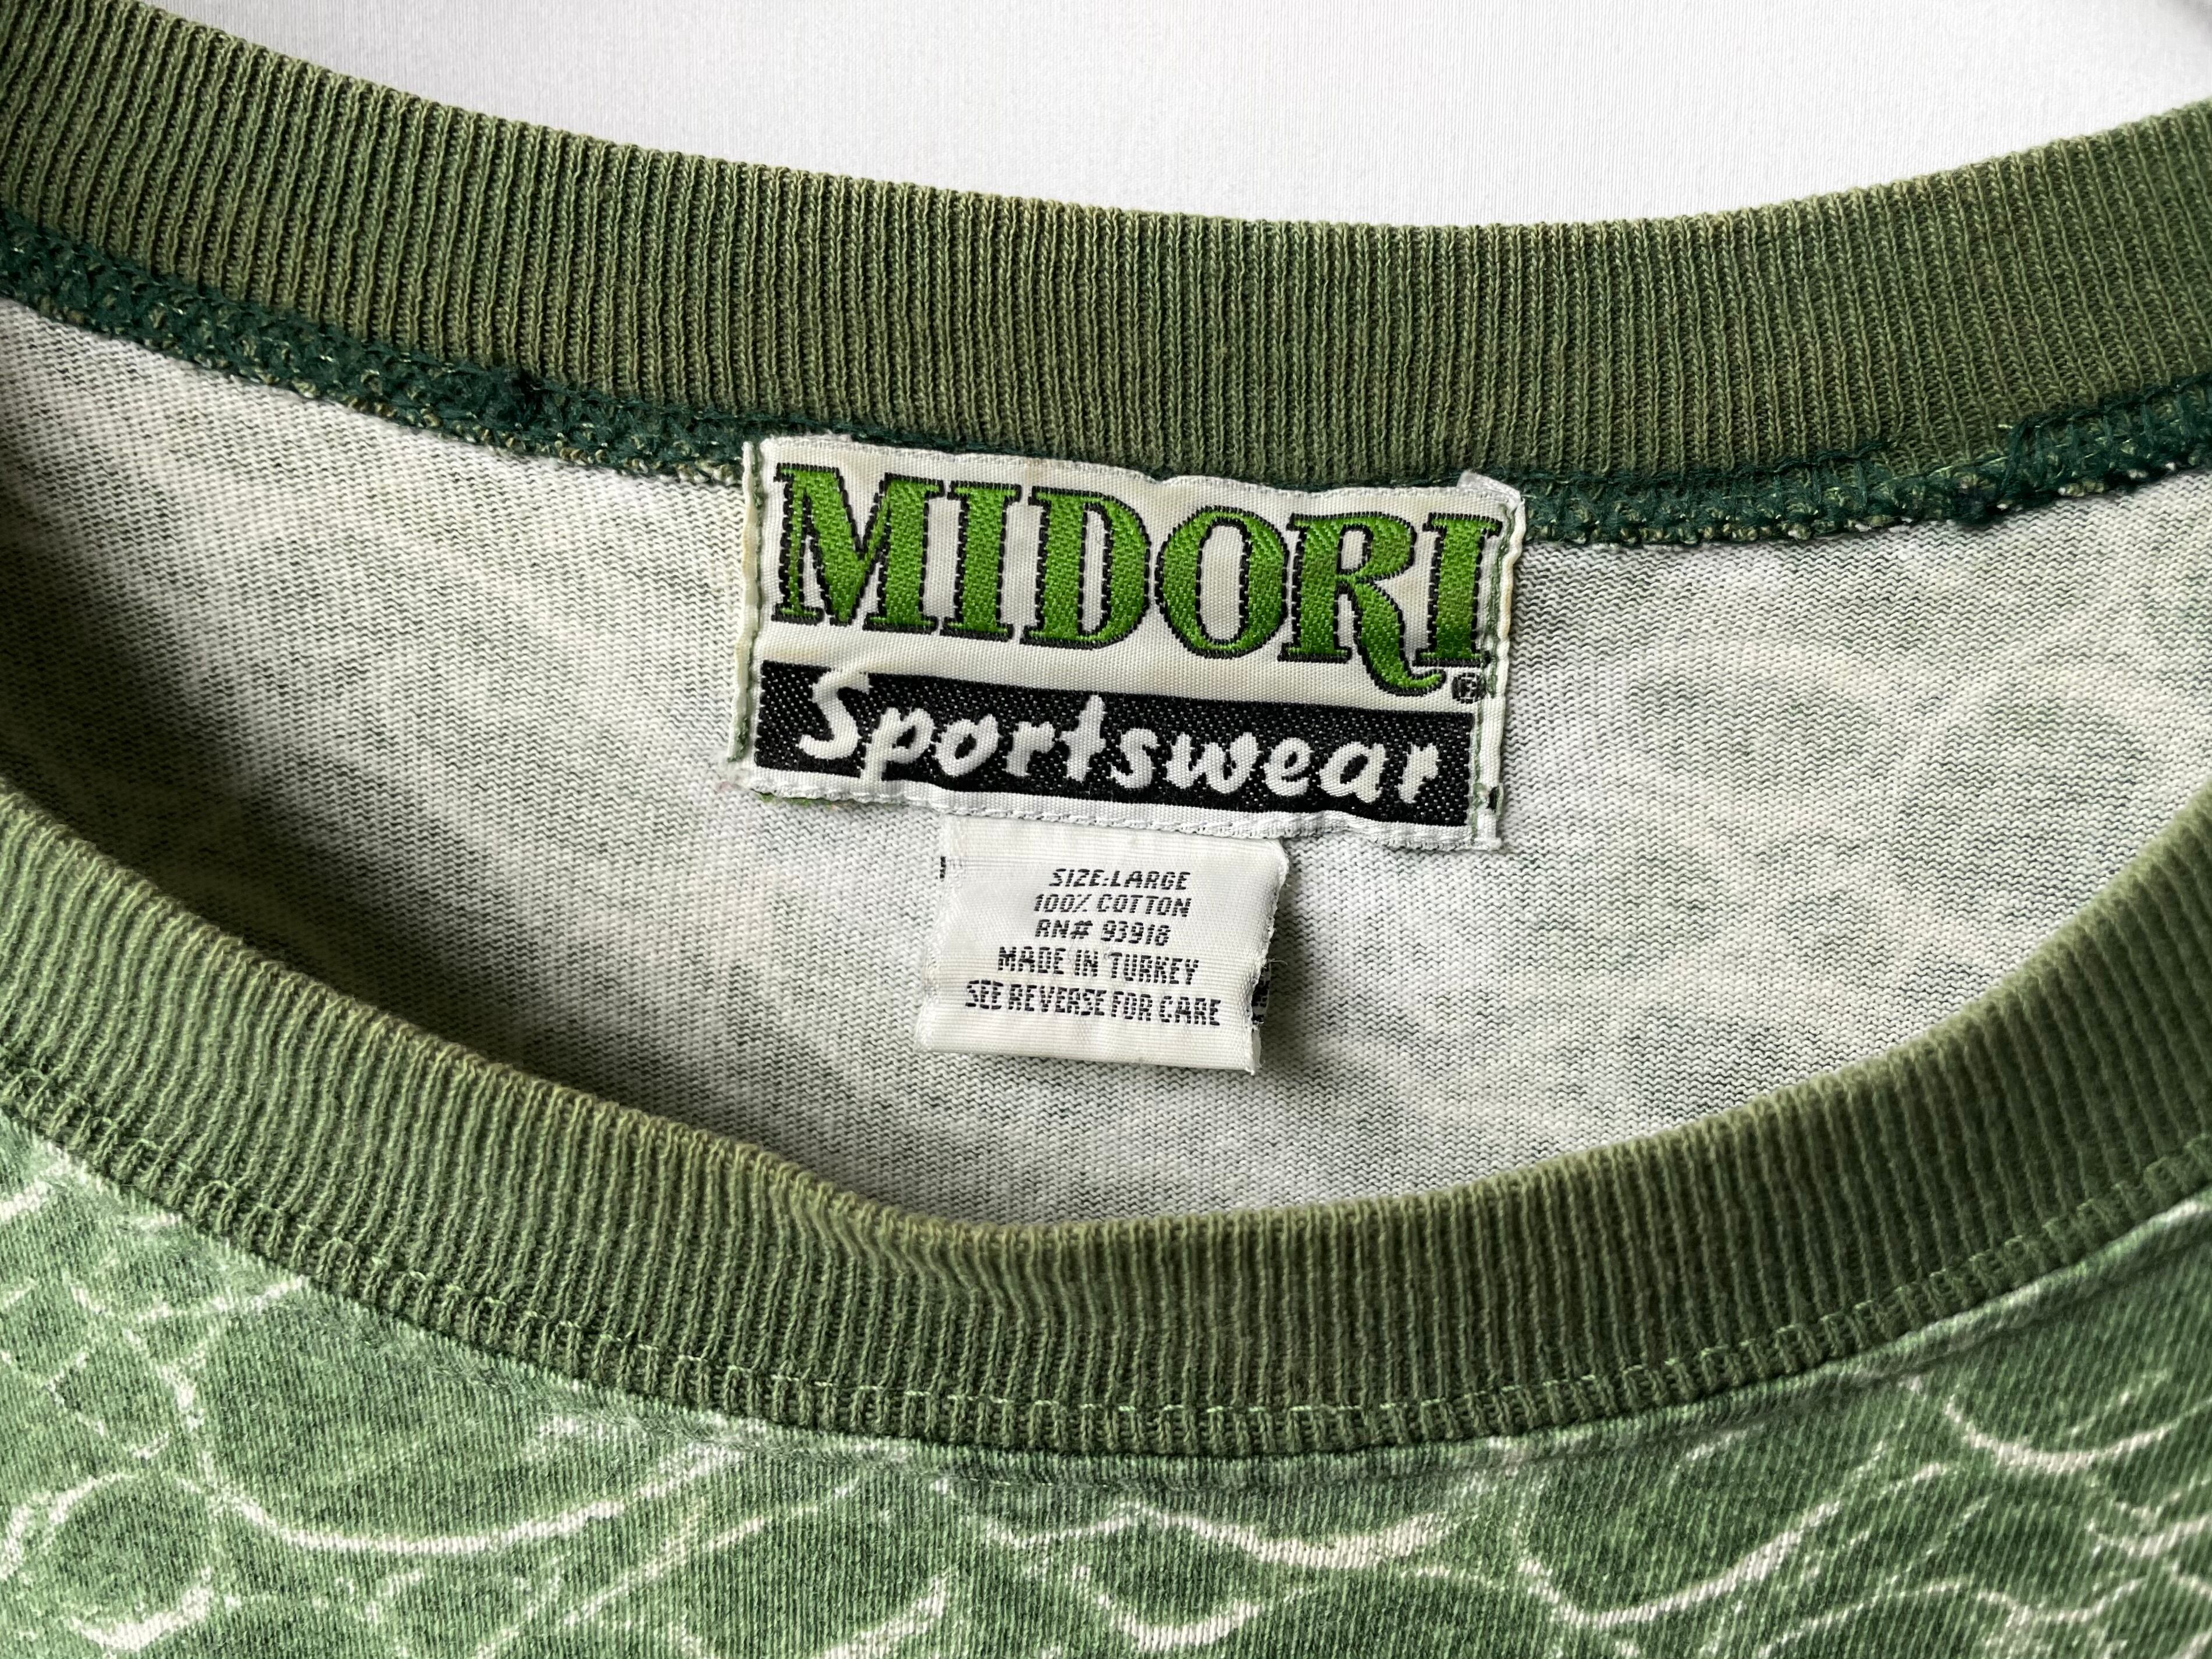 MIDORI®
Sportswear
SIZE:LARGE
100% COTTON
RN# 93918
MADE IN TURKEY
SEE REVERSE FOR CARE